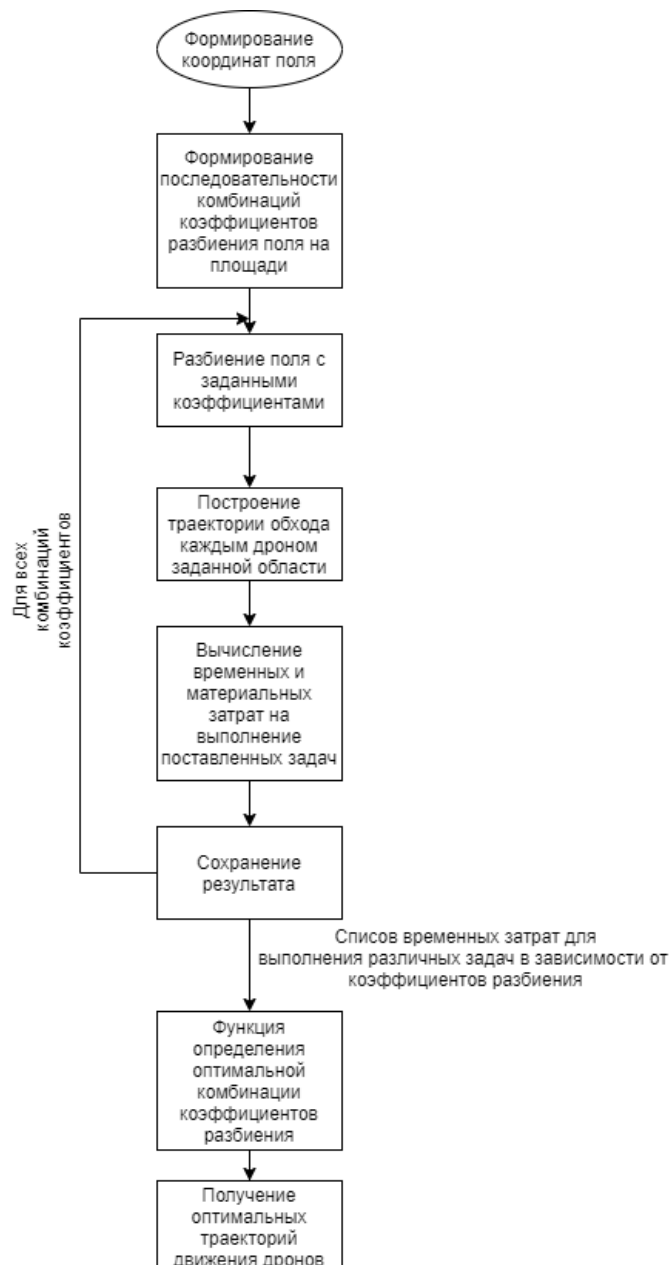 Формирование
координат поля
Формирование
последовательности
комбинаций
коэффициентов
разбиения поля на
площади
Разбиение поля с
заданными
коэффициентами
Построение
траектории обхода
каждым дроном
заданной области
Для всех
комбинаций
коэффициентов
Вычисление
временных и
материальных
затрат на
выполнение
поставленных задач
Сохранение
результата
Списов временных затрат для
выполнения различных задач в зависимости от
коэффициентов разбиения
Функция
определения
оптимальной
комбинации
коэффициентов
разбиения
Получение
оптимальных
траекторий
движения дронов